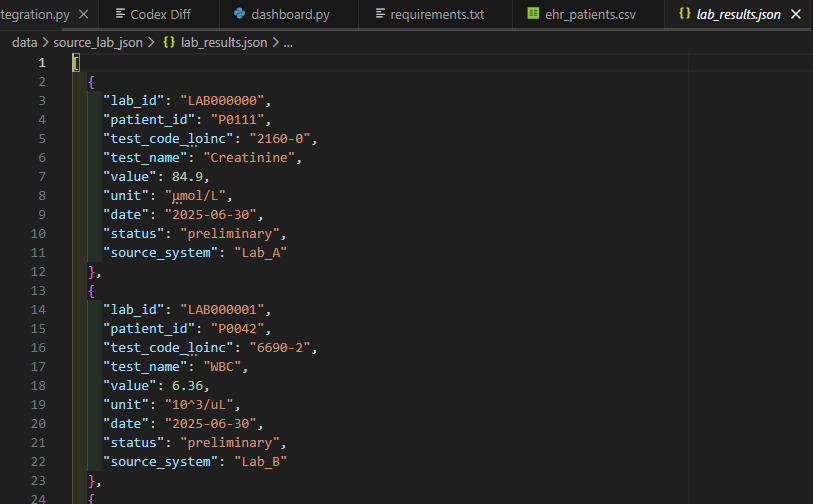 tegration.py × Codex Diff dashboard.py requirements.txt ehr_patients.csv {} lab_results.json ×
data > source_lab_json > {} lab_results.json > ...
1 [
2 {
3 "lab_id": "LAB000000",
4 "patient_id": "P0111",
5 "test_code_loinc": "2160-0",
6 "test_name": "Creatinine",
7 "value": 84.9,
8 "unit": "µmol/L",
9 "date": "2025-06-30",
10 "status": "preliminary",
11 "source_system": "Lab_A"
12 },
13 {
14 "lab_id": "LAB000001",
15 "patient_id": "P0042",
16 "test_code_loinc": "6690-2",
17 "test_name": "WBC",
18 "value": 6.36,
19 "unit": "10^3/uL",
20 "date": "2025-06-30",
21 "status": "preliminary",
22 "source_system": "Lab_B"
23 },
24 {